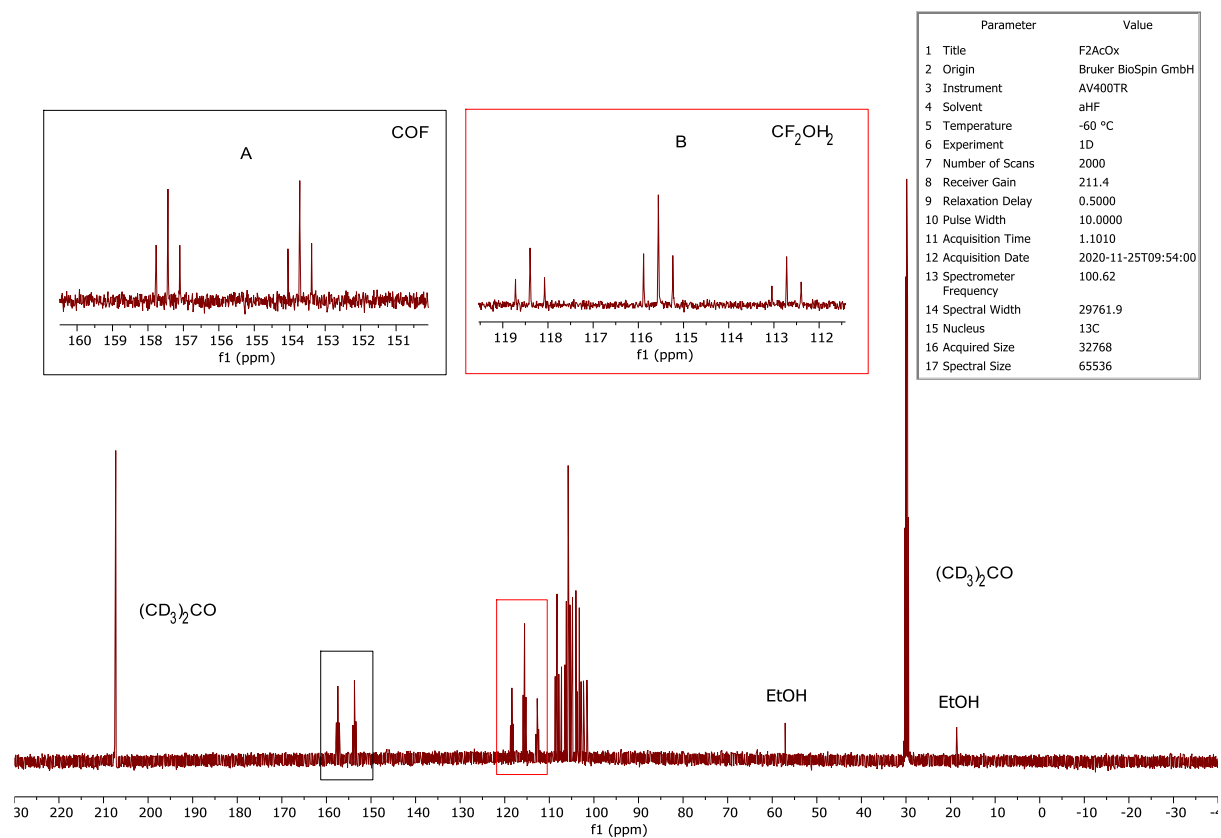 Parameter Value
1 Title F2AcOx
2 Origin Bruker BioSpin GmbH
3 Instrument AV400TR
4 Solvent aHF
5 Temperature -60 °C
6 Experiment 1D
7 Number of Scans 2000
8 Receiver Gain 211.4
9 Relaxation Delay 0.5000
10 Pulse Width 10.0000
11 Acquisition Time 1.1010
12 Acquisition Date 2020-11-25T09:54:00
13 Spectrometer Frequency 100.62
14 Spectral Width 29761.9
15 Nucleus 13C
16 Acquired Size 32768
17 Spectral Size 65536
COF
A
160 159 158 157 156 155 154 153 152 151
f1 (ppm)
CF2OH2
B
119 118 117 116 115 114 113 112
f1 (ppm)
(CD3)2CO
(CD3)2CO
EtOH
EtOH
30 220 210 200 190 180 170 160 150 140 130 120 110 100 90 80 70 60 50 40 30 20 10 0 -10 -20 -30 -4
f1 (ppm)